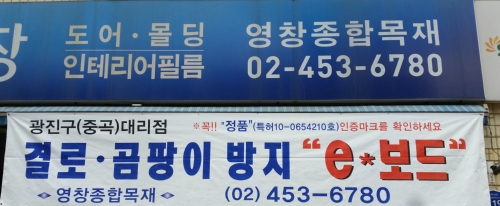 창 도어·몰딩 영창종합목재
인테리어필름 02-453-6780
광진구(중곡)대리점 ※꼭!! "정품"(특허10-0654210호)인증마크를 확인하세요
결로·곰팡이 방지 "e*보드"
영창종합목재 (02) 453-6780